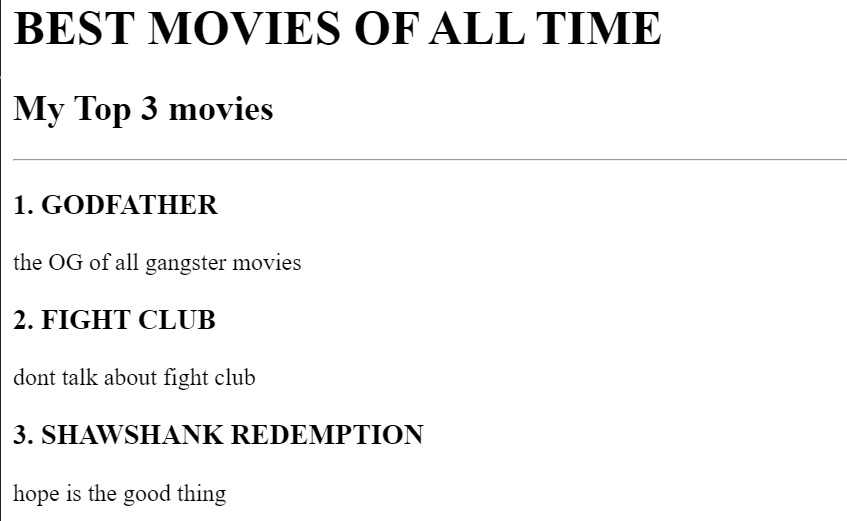 BEST MOVIES OF ALL TIME
My Top 3 movies
1. GODFATHER
the OG of all gangster movies
2. FIGHT CLUB
dont talk about fight club
3. SHAWSHANK REDEMPTION
hope is the good thing